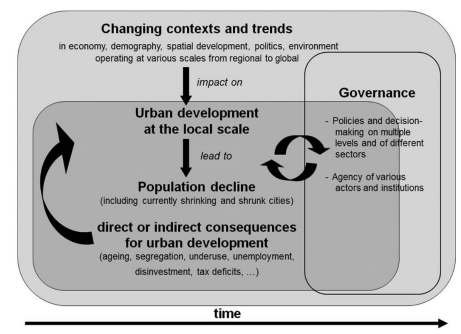 Changing contexts and trends
in economy, demography, spatial development, politics, environment
operating at various scales from regional to global
impact on
Governance
- Policies and decision-
making on multiple
levels and of different
sectors
- Agency of various
actors and institutions
Urban development
at the local scale
lead to
Population decline
(including currently shrinking and shrunk cities)
direct or indirect consequences
for urban development
(ageing, segregation, underuse, unemployment,
disinvestment, tax deficits, …)
time